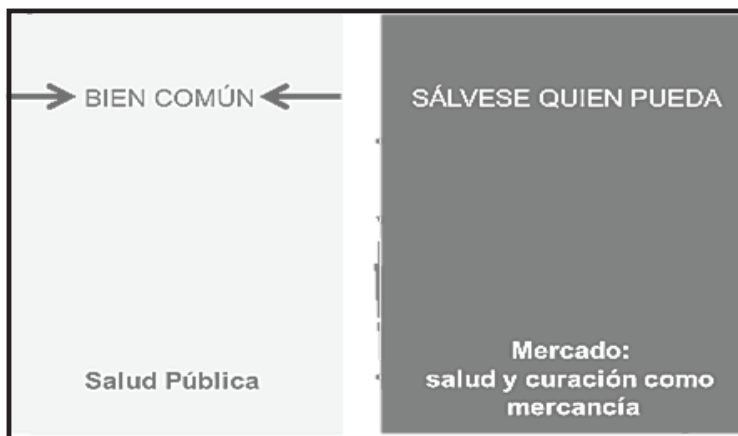 BIEN COMÚN
Salud Pública
SÁLVESE QUIEN PUEDA
Mercado:
salud y curación como
mercancía